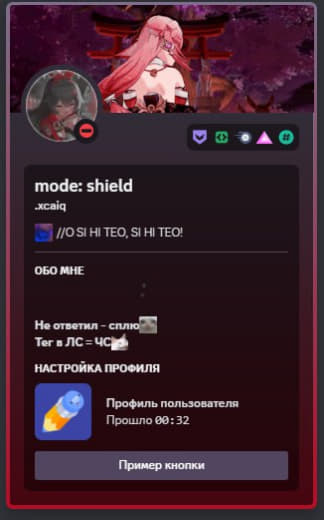 mode: shield
.xcaiq
//O SI HI TEO, SI HI TEO!
ОБО МНЕ
Не ответил - сплю
Тег в ЛС = ЧС
НАСТРОЙКА ПРОФИЛЯ
Профиль пользователя
Прошло 00:32
Пример кнопки